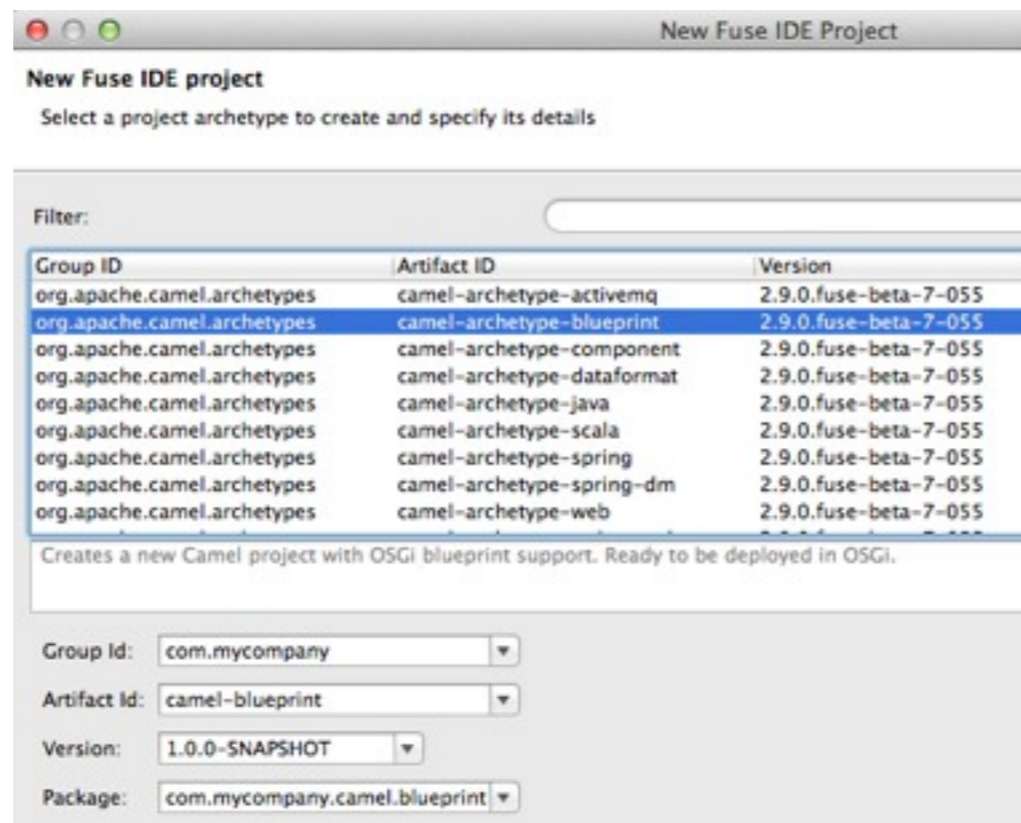 New Fuse IDE Project
New Fuse IDE project
Select a project archetype to create and specify its details
Filter:
Group ID Artifact ID Version
org.apache.camel.archetypes camel-archetype-activemq 2.9.0.fuse-beta-7-055
org.apache.camel.archetypes camel-archetype-blueprint 2.9.0.fuse-beta-7-055
org.apache.camel.archetypes camel-archetype-component 2.9.0.fuse-beta-7-055
org.apache.camel.archetypes camel-archetype-dataformat 2.9.0.fuse-beta-7-055
org.apache.camel.archetypes camel-archetype-java 2.9.0.fuse-beta-7-055
org.apache.camel.archetypes camel-archetype-scala 2.9.0.fuse-beta-7-055
org.apache.camel.archetypes camel-archetype-spring 2.9.0.fuse-beta-7-055
org.apache.camel.archetypes camel-archetype-spring-dm 2.9.0.fuse-beta-7-055
org.apache.camel.archetypes camel-archetype-web 2.9.0.fuse-beta-7-055
Creates a new Camel project with OSGi blueprint support. Ready to be deployed in OSGi.
Group Id: com.mycompany
Artifact Id: camel-blueprint
Version: 1.0.0-SNAPSHOT
Package: com.mycompany.camel.blueprint